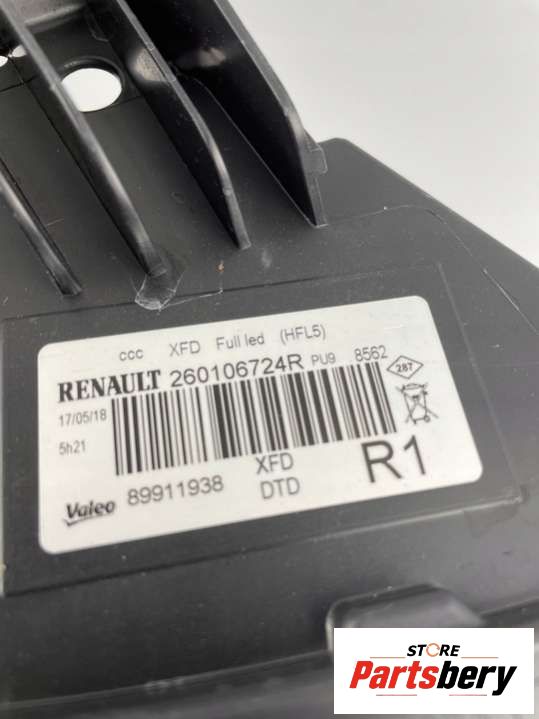 ccc XFD Full led (HFL5)
RENAULT 260106724R PU9 8562
287
17/05/18
5h21
XFD
R1
Valeo 89911938 DTD
STORE
Partsbery